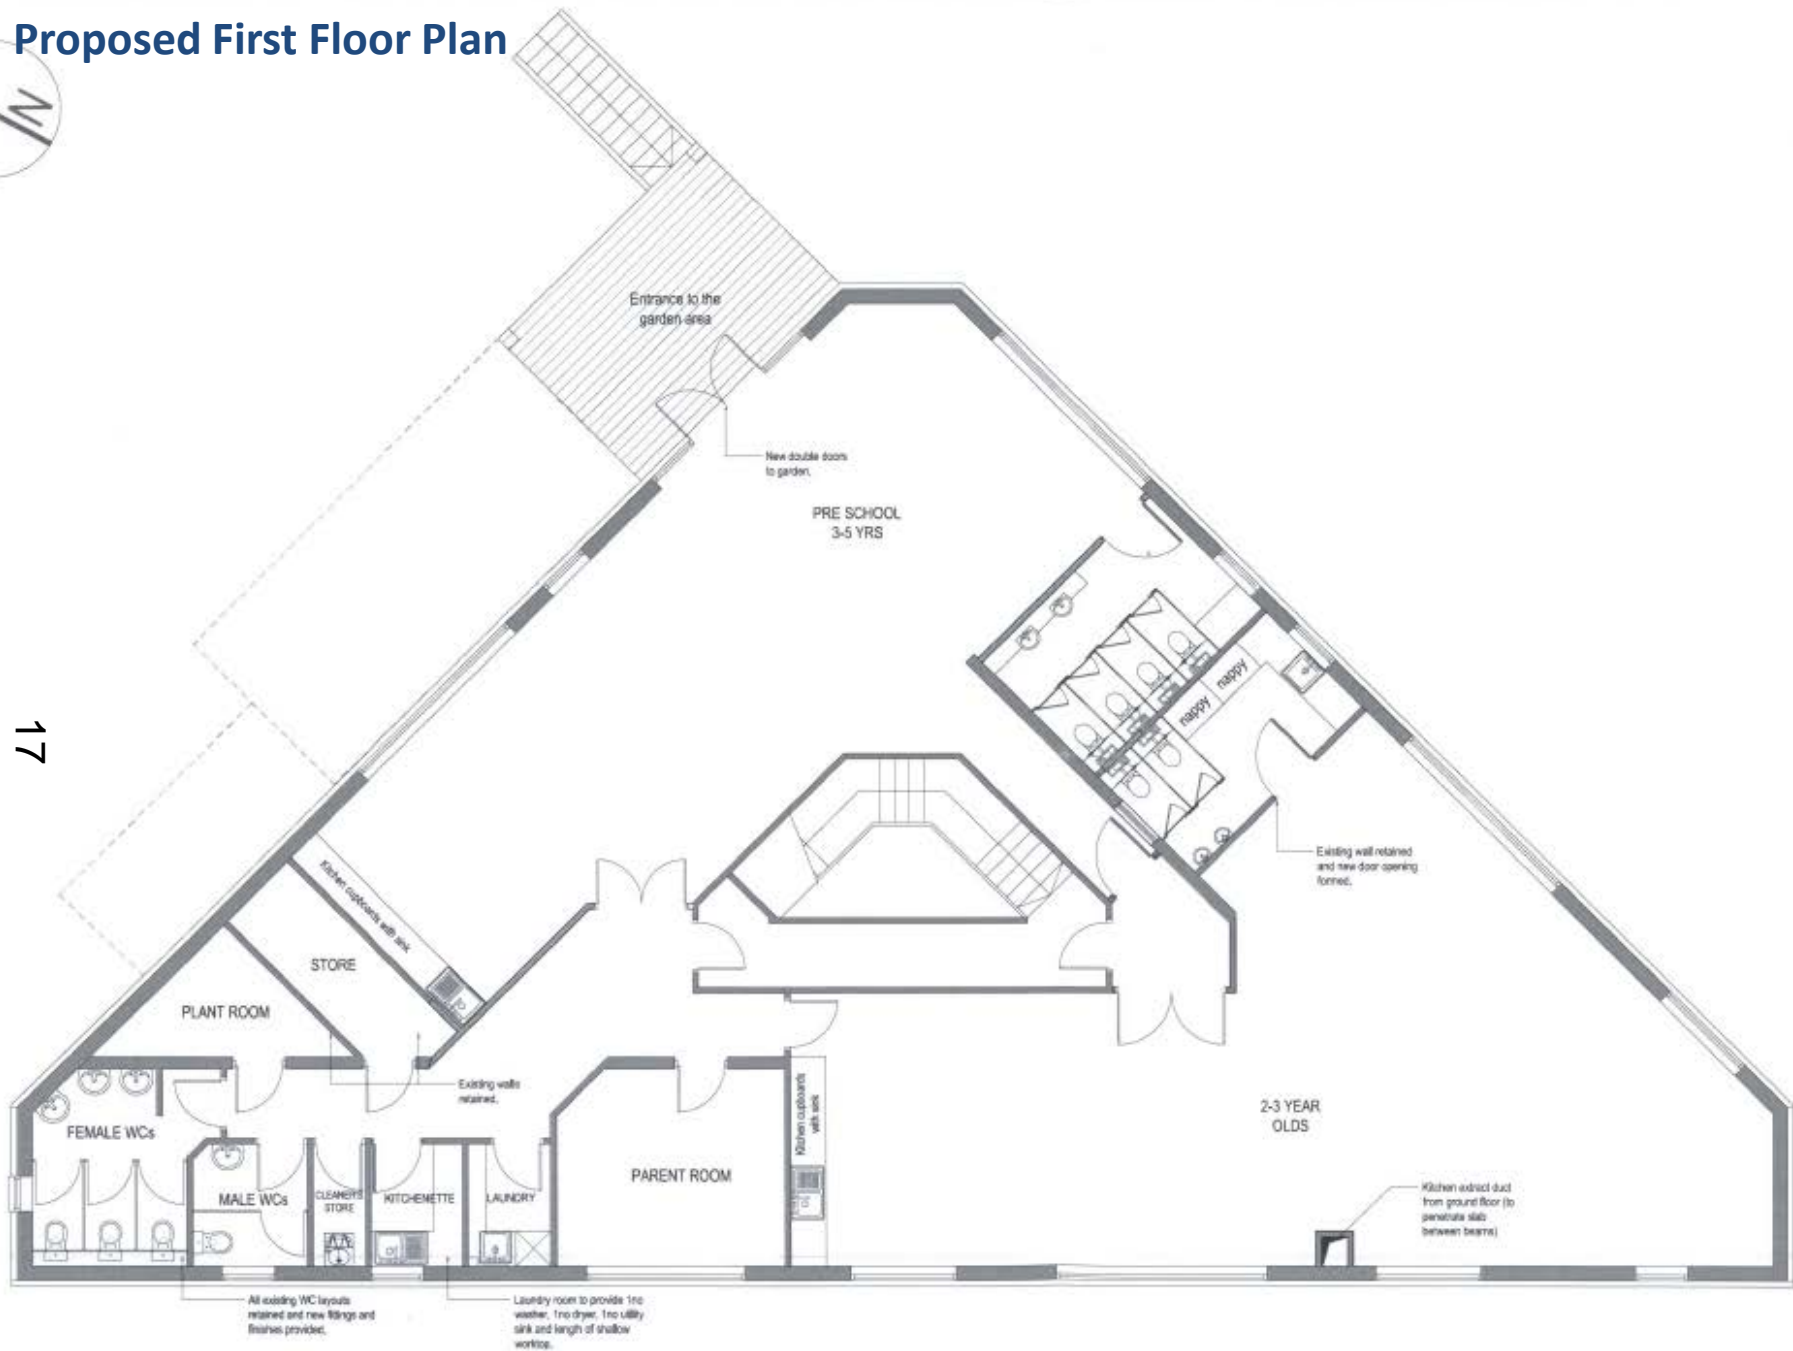 Proposed First Floor Plan
N
Entrance to the
garden area
New double doors
to garden.
PRE SCHOOL
3-5 YRS
nappy
nappy
17
Existing wall retained
and new door opening
formed.
Kitchen cupboards with sink
STORE
PLANT ROOM
Existing walls
retained.
FEMALE WCs
MALE WCs
CLEANERS
STORE
KITCHENETTE
LAUNDRY
PARENT ROOM
Kitchen cupboards
with sink
2-3 YEAR
OLDS
Kitchen extract duct
from ground floor (to
penetrate slab
between beams)
All existing WC layouts
retained and new fittings and
finishes provided.
Laundry room to provide 1no
washer, 1no dryer, 1no utility
sink and length of shallow
worktop.